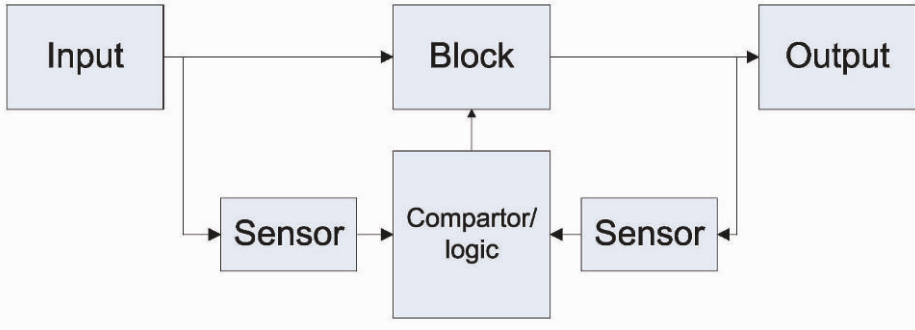 Input
Block
Output
Sensor
Compartor/
logic
Sensor